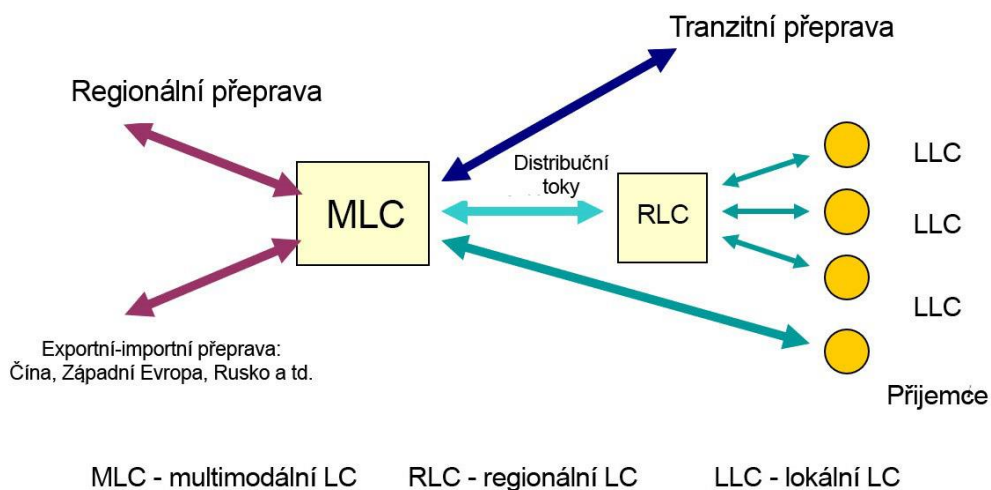 Tranzitní přeprava
Regionální přeprava
Distribuční
toky
MLC
RLC
LLC
LLC
LLC
Exportní-importní přeprava:
Čína, Západní Evropa, Rusko a td.
Přijemce
MLC - multimodální LC
RLC - regionální LC
LLC - lokální LC